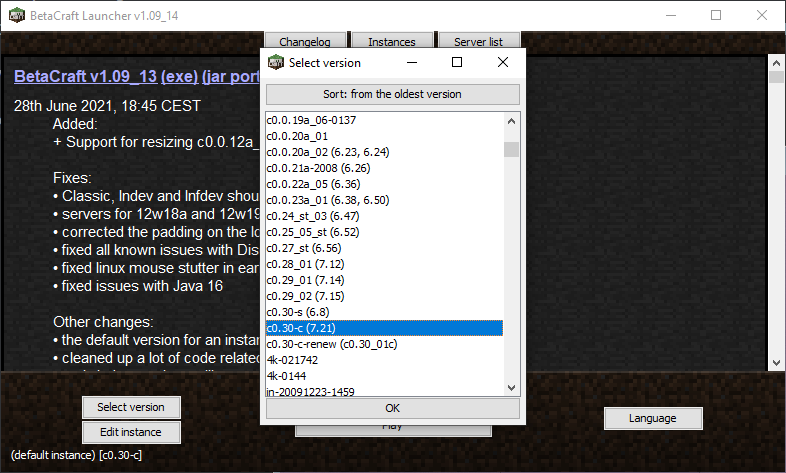 BetaCraft Launcher v1.09_14
Changelog
Instances
Server list
BetaCraft v1.09_13 (exe) (jar port
28th June 2021, 18:45 CEST
Added:
+ Support for resizing c0.0.12a_
Fixes:
• Classic, Indev and Infdev shou
• servers for 12w18a and 12w19
• corrected the padding on the lo
• fixed all known issues with Dis
• fixed linux mouse stutter in ear
• fixed issues with Java 16
Other changes:
• the default version for an instan
• cleaned up a lot of code related
Select version
Sort: from the oldest version
c0.0.19a_06-0137
c0.0.20a_01
c0.0.20a_02 (6.23, 6.24)
c0.0.21a-2008 (6.26)
c0.0.22a_05 (6.36)
c0.0.23a_01 (6.38, 6.50)
c0.24_st_03 (6.47)
c0.25_05_st (6.52)
c0.27_st (6.56)
c0.28_01 (7.12)
c0.29_01 (7.14)
c0.29_02 (7.15)
c0.30-s (6.8)
c0.30-c (7.21)
c0.30-c-renew (c0.30_01c)
4k-021742
4k-0144
in-20091223-1459
OK
Select version
Edit instance
Play
Language
(default instance) [c0.30-c]